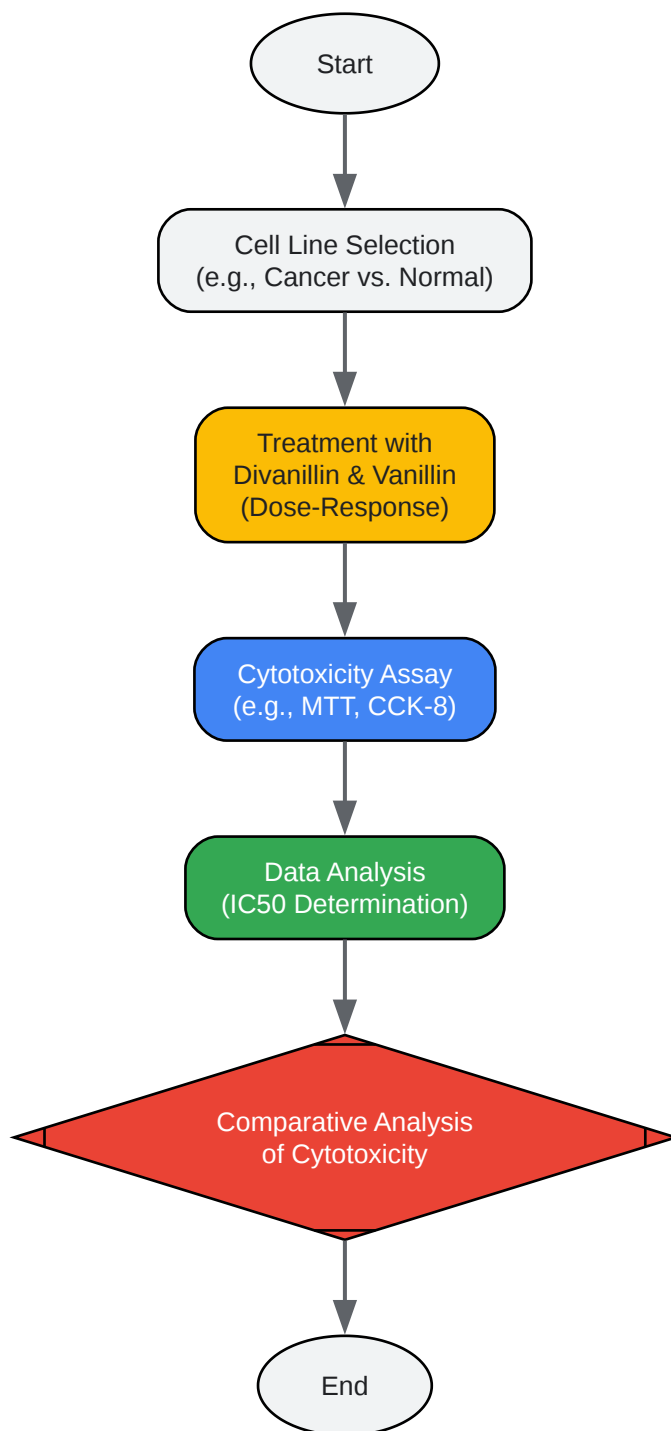 Start
Cell Line Selection
(e.g., Cancer vs. Normal)
Treatment with
Divanillin & Vanillin
(Dose-Response)
Cytotoxicity Assay
(e.g., MTT, CCK-8)
Data Analysis
(IC50 Determination)
Comparative Analysis
of Cytotoxicity
End